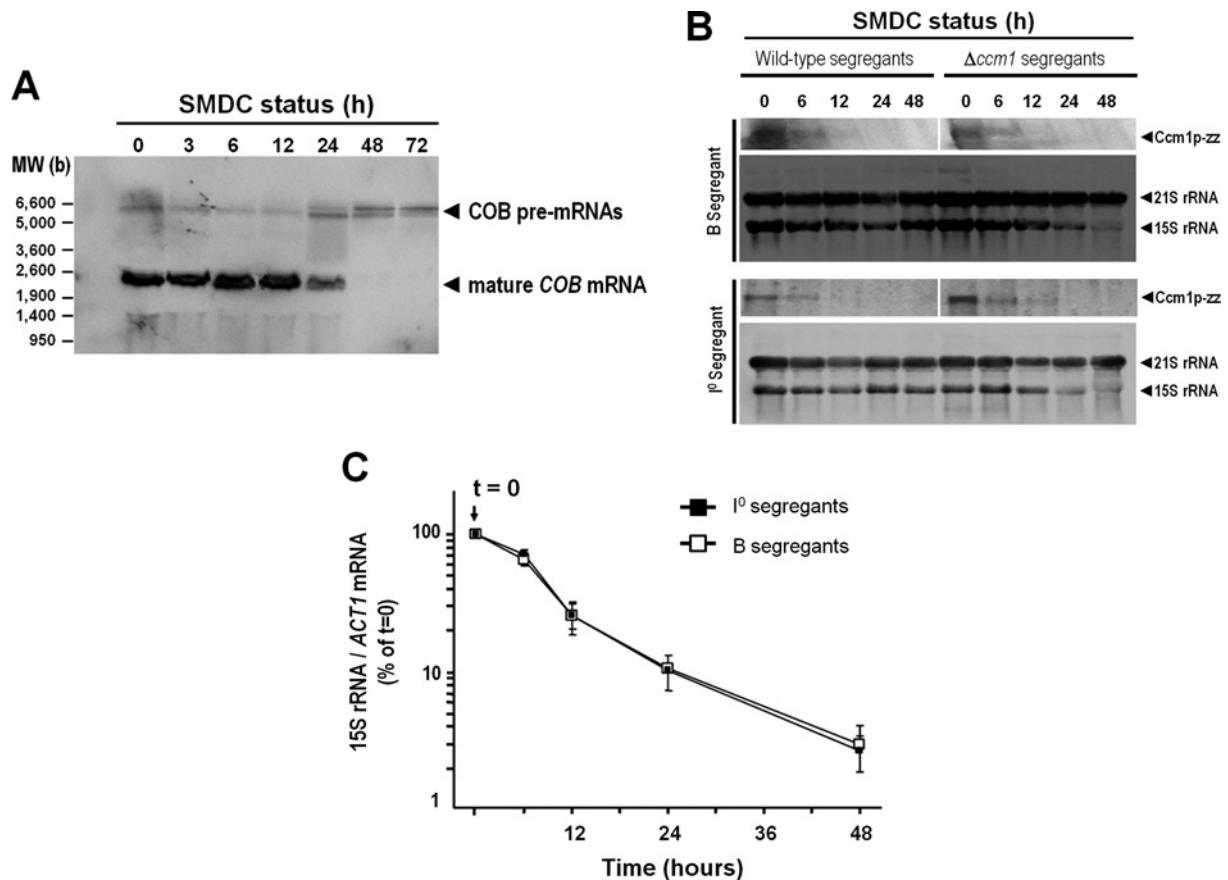 A
SMDC status (h)
0 3 6 12 24 48 72
MW (b)
6,600
5,000
3,600
2,600
1,900
1,400
950
COB pre-mRNAs
mature COB mRNA
B
SMDC status (h)
Wild-type segregants Δccm1 segregants
0 6 12 24 48 0 6 12 24 48
B Segregant
Ccm1p-zz
21S rRNA
15S rRNA
I⁰ Segregant
Ccm1p-zz
21S rRNA
15S rRNA
C
t = 0
I⁰ segregants
B segregants
15S rRNA / ACT1 mRNA
(% of t=0)
100
10
1
12 24 36 48
Time (hours)